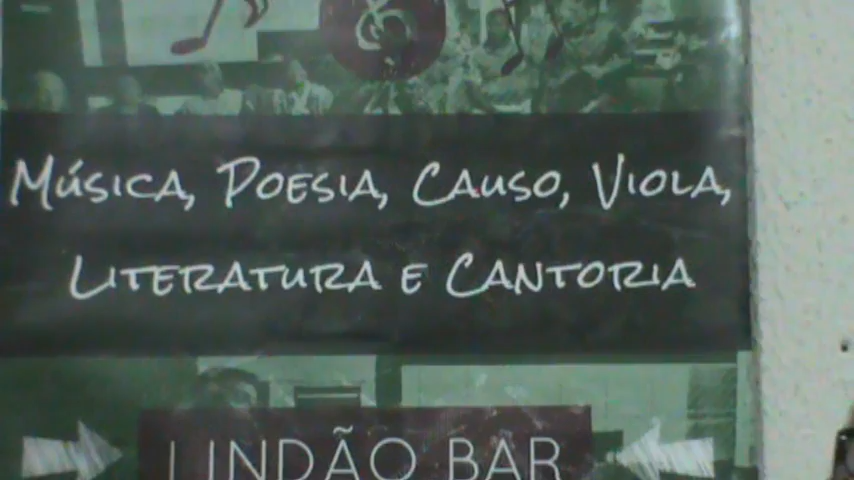 Música, Poesia, Causo, Viola,
Literatura e Cantoria
LINDÃO BAR